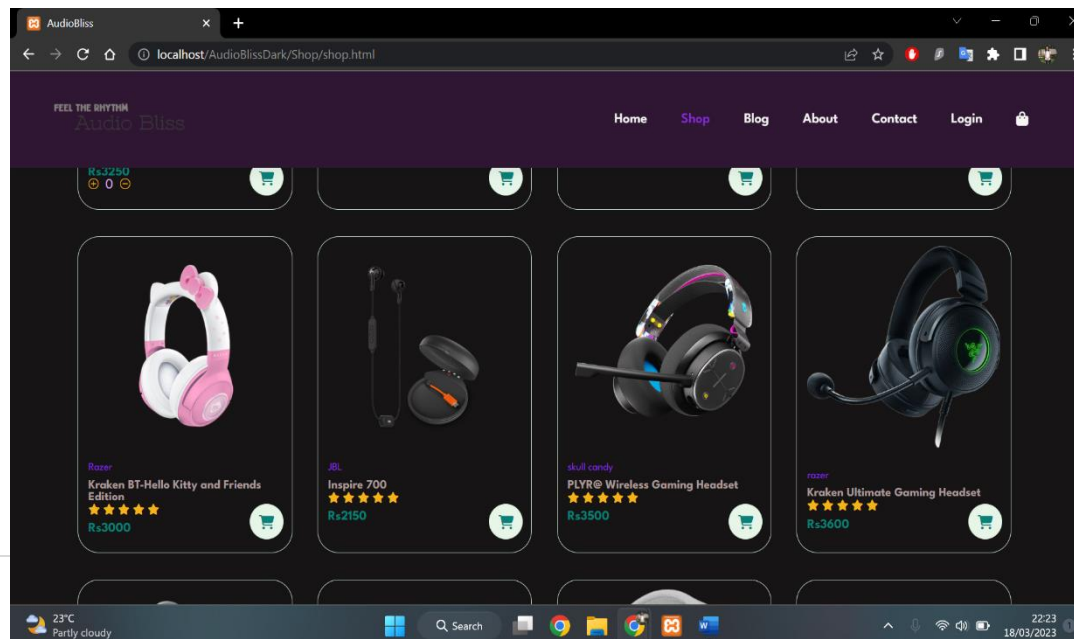 AudioBliss
localhost/AudioBlissDark/Shop/shop.html
FEEL THE RHYTHM
Audio Bliss
Home Shop Blog About Contact Login
Rs3250
0
Razer
Kraken BT-Hello Kitty and Friends
Edition
Rs3000
JBL
Inspire 700
Rs2150
skull candy
PLYR@ Wireless Gaming Headset
Rs3500
razer
Kraken Ultimate Gaming Headset
Rs3600
23°C
Partly cloudy
Search
22:23
18/03/2023